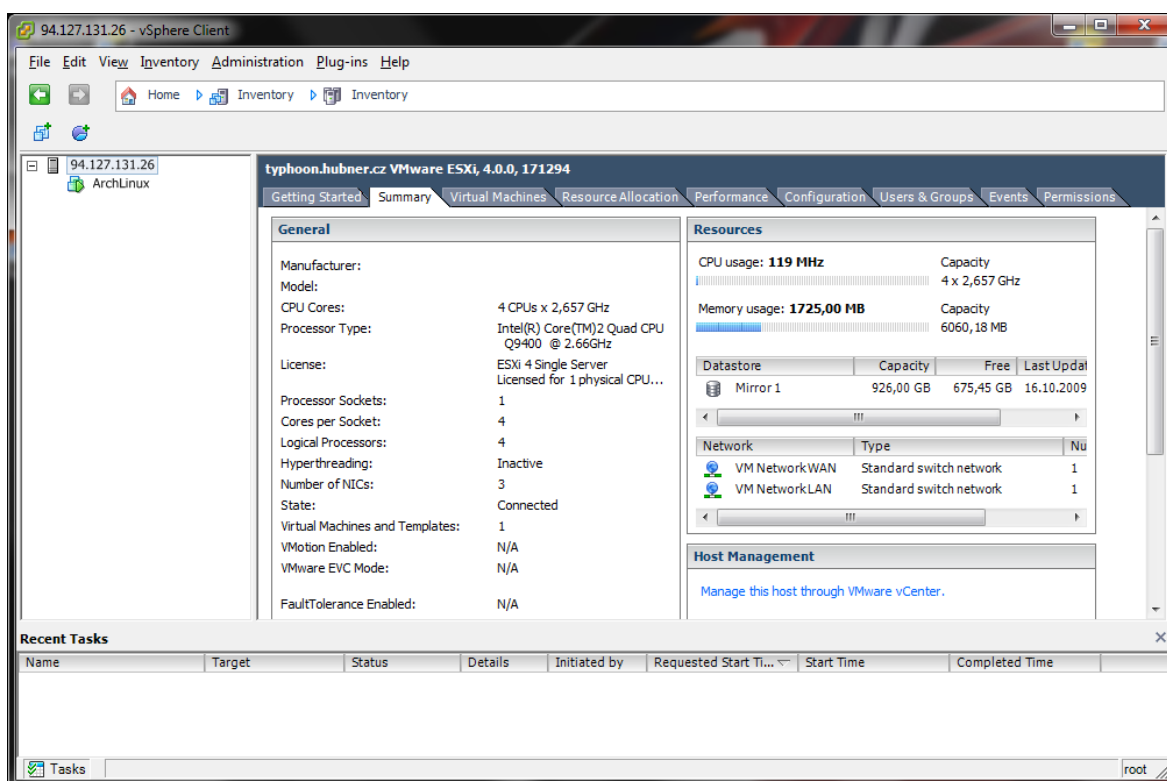 94.127.131.26 - vSphere Client
File Edit View Inventory Administration Plug-ins Help
Home Inventory Inventory
94.127.131.26
ArchLinux
typhoon.hubner.cz VMware ESXi, 4.0.0, 171294
Getting Started Summary Virtual Machines Resource Allocation Performance Configuration Users & Groups Events Permissions
General
Manufacturer:
Model:
CPU Cores: 4 CPUs x 2,657 GHz
Processor Type: Intel(R) Core(TM)2 Quad CPU
Q9400 @ 2.66GHz
License: ESXi 4 Single Server
Licensed for 1 physical CPU...
Processor Sockets: 1
Cores per Socket: 4
Logical Processors: 4
Hyperthreading: Inactive
Number of NICs: 3
State: Connected
Virtual Machines and Templates: 1
VMotion Enabled: N/A
VMware EVC Mode: N/A
FaultTolerance Enabled: N/A
Resources
CPU usage: 119 MHz Capacity
4 x 2,657 GHz
Memory usage: 1725,00 MB Capacity
6060,18 MB
Datastore Capacity Free Last Updat
Mirror 1 926,00 GB 675,45 GB 16.10.2009
Network Type Nu
VM Network WAN Standard switch network 1
VM Network LAN Standard switch network 1
Host Management
Manage this host through VMware vCenter.
Recent Tasks
Name Target Status Details Initiated by Requested Start Ti... Start Time Completed Time
Tasks root